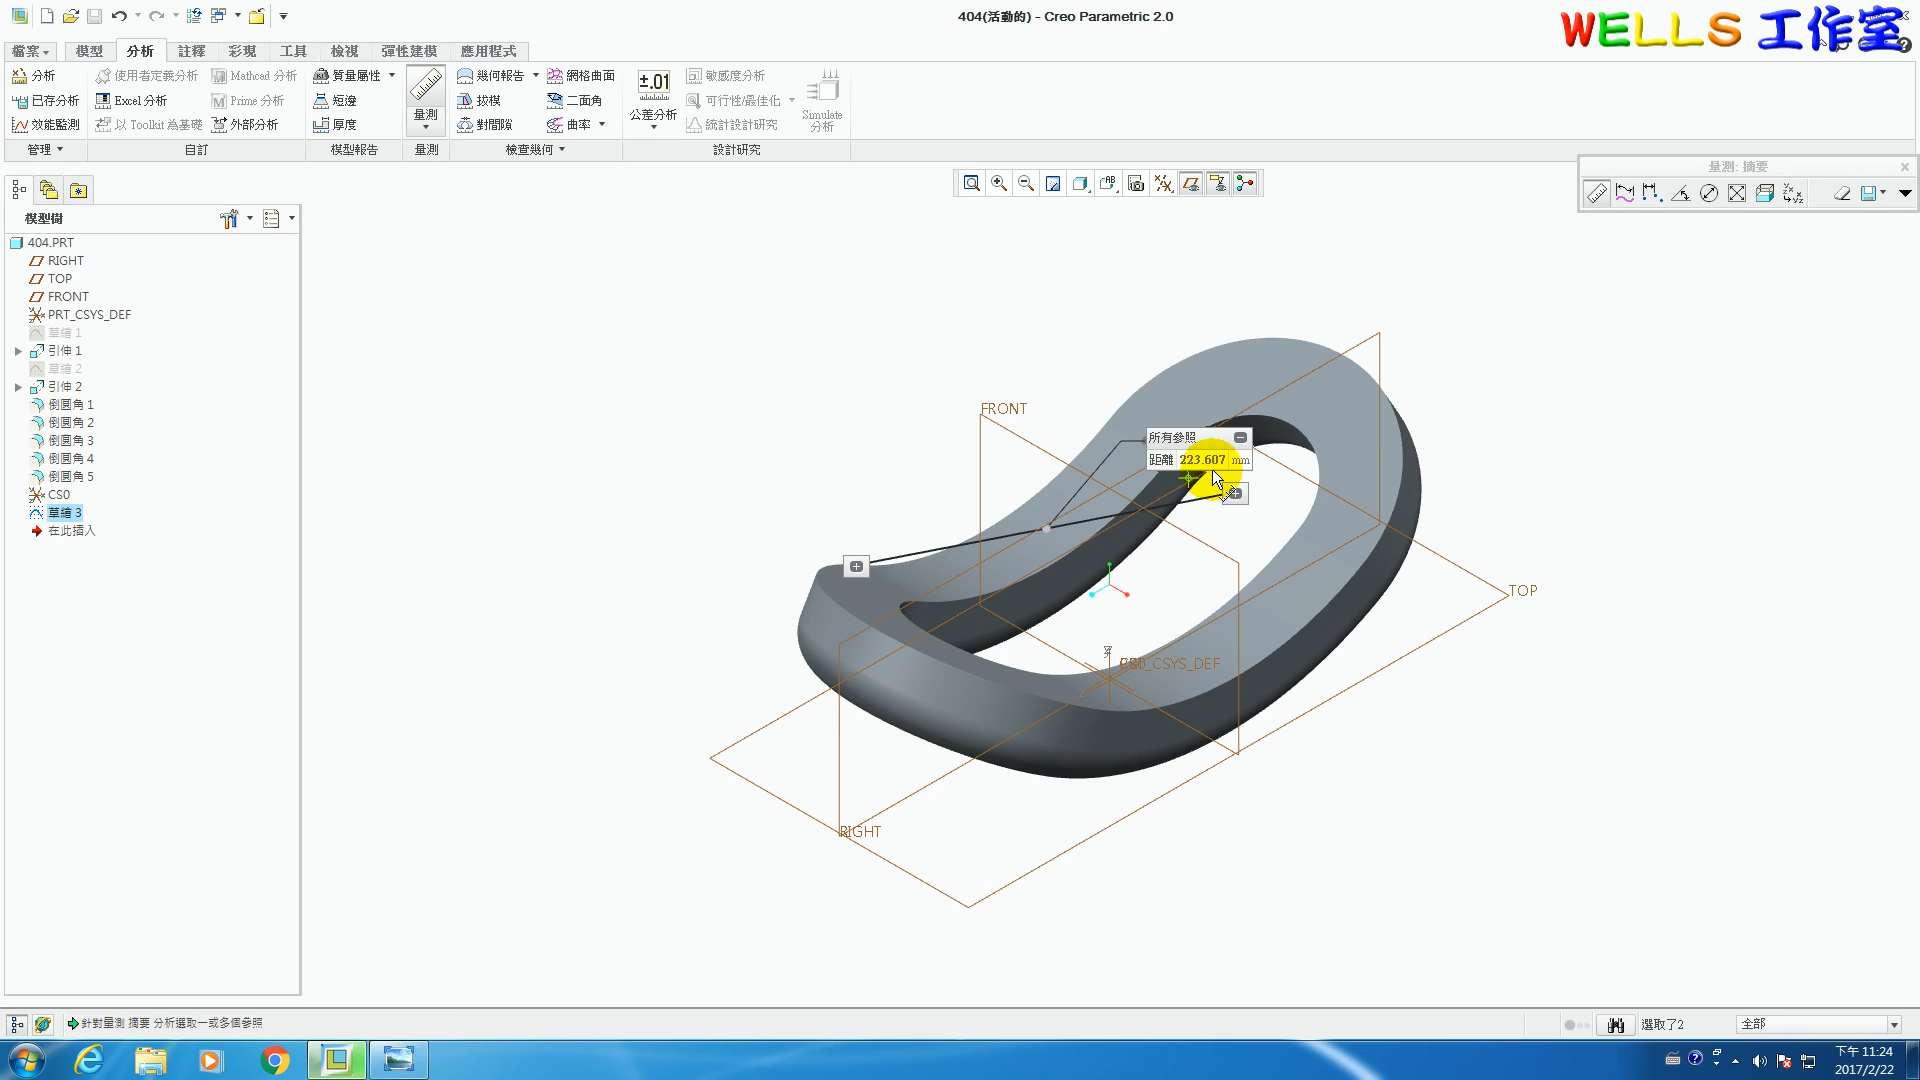 404(活動的) - Creo Parametric 2.0
WELLS 工作室
檔案 模型 分析 註釋 彩現 工具 檢視 彈性建模 應用程式
分析 使用者定義分析 Mathcad 分析 質量屬性 幾何報告 網格曲面 敏感度分析
已存分析 Excel 分析 Prime 分析 短邊 拔模 二面角 可行性/最佳化
效能監測 以 Toolkit 為基礎 外部分析 厚度 對間隙 曲率 統計設計研究
量測 ±.01 公差分析 Simulate 分析
管理 自訂 模型報告 量測 檢查幾何 設計研究
量測: 摘要
模型樹
404.PRT
RIGHT
TOP
FRONT
PRT_CSYS_DEF
草繪 1
引伸 1
草繪 2
引伸 2
倒圓角 1
倒圓角 2
倒圓角 3
倒圓角 4
倒圓角 5
CS0
草繪 3
在此插入
FRONT
所有參照
距離 223.607 mm
TOP
RIGHT
針對量測 摘要 分析選取一或多個參照
選取了2
全部
下午 11:24
2017/2/22